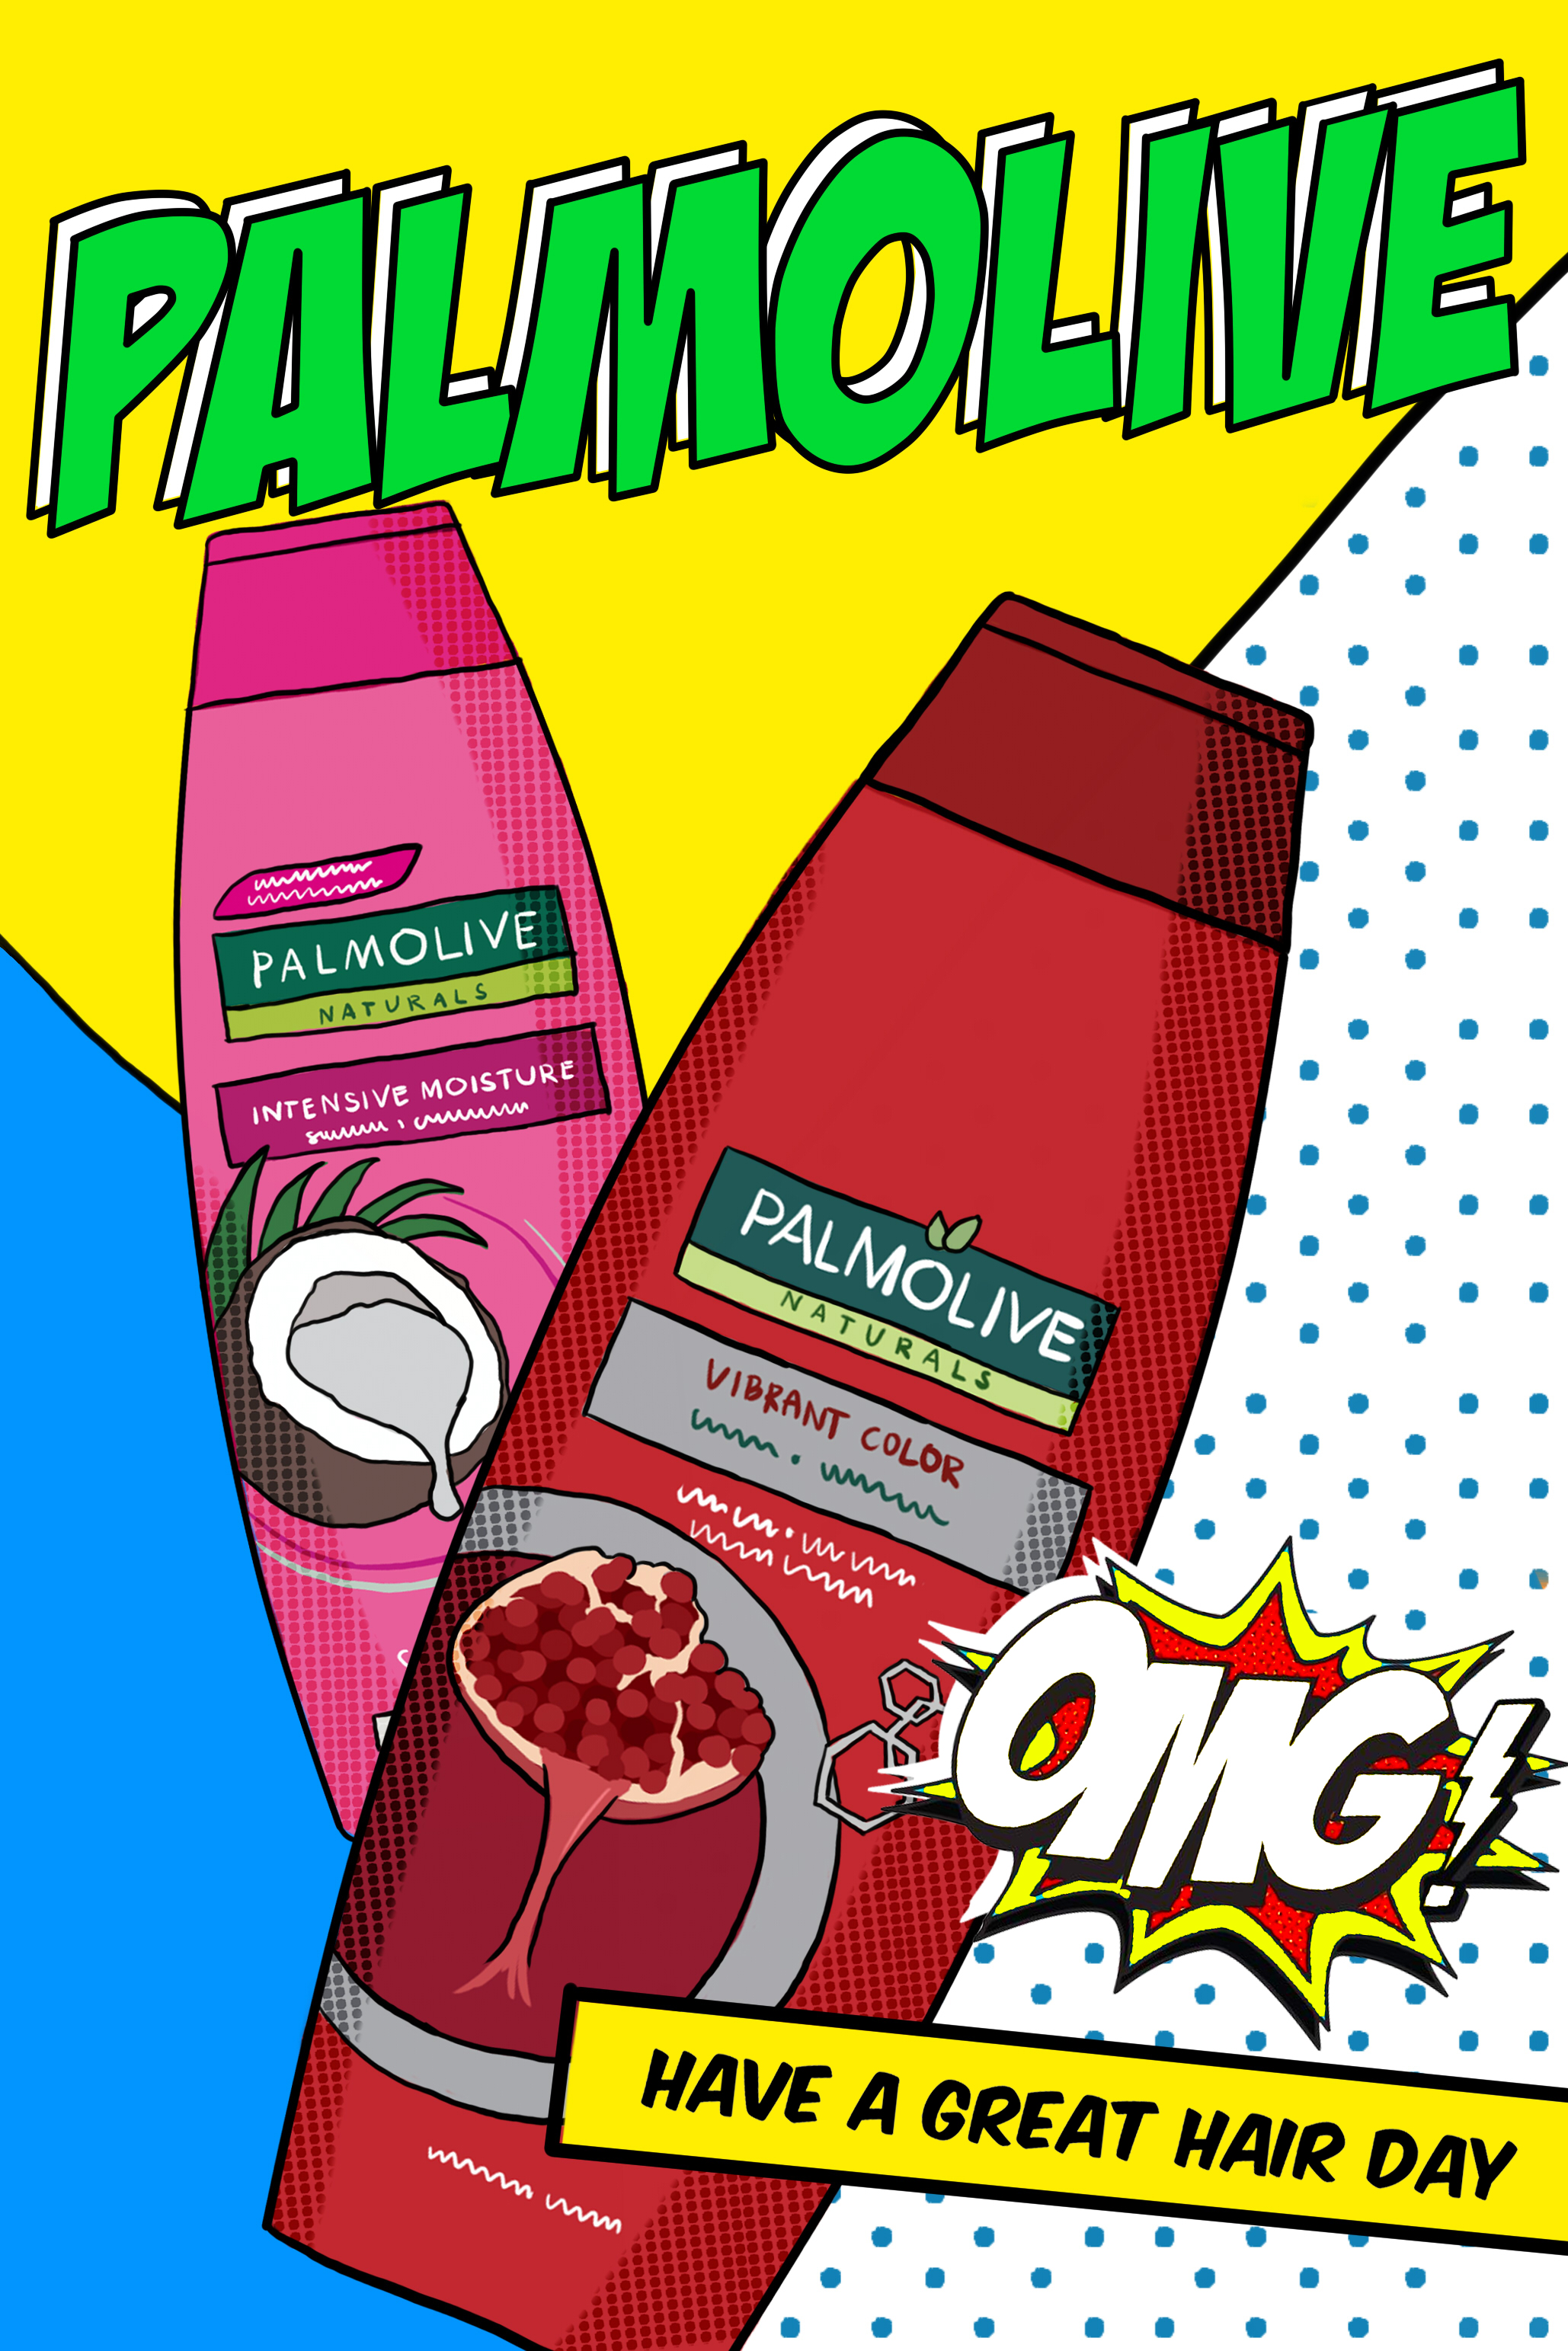 PALMOLIVE
PALMOLIVE
NATURALS
INTENSIVE MOISTURE
PALMOLIVE
NATURALS
VIBRANT COLOR
OMG!
HAVE A GREAT HAIR DAY